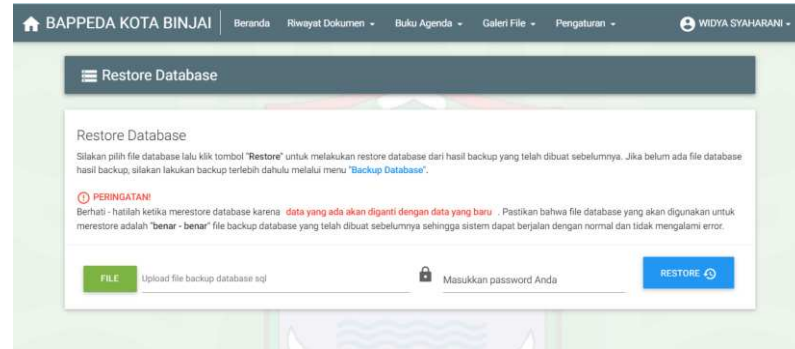 BAPPEDA KOTA BINJAI Beranda Riwayat Dokumen Buku Agenda Galeri File Pengaturan WIDYA SYAHARANI
Restore Database
Restore Database
Silakan pilih file database lalu klik tombol "Restore" untuk melakukan restore database dari hasil backup yang telah dibuat sebelumnya. Jika belum ada file database
hasil backup, silakan lakukan backup terlebih dahulu melalui menu "Backup Database".
PERINGATAN!
Berhati - hatilah ketika merestore database karena data yang ada akan diganti dengan data yang baru . Pastikan bahwa file database yang akan digunakan untuk
merestore adalah "benar - benar" file backup database yang telah dibuat sebelumnya sehingga sistem dapat berjalan dengan normal dan tidak mengalami error.
FILE Upload file backup database sql Masukkan password Anda RESTORE